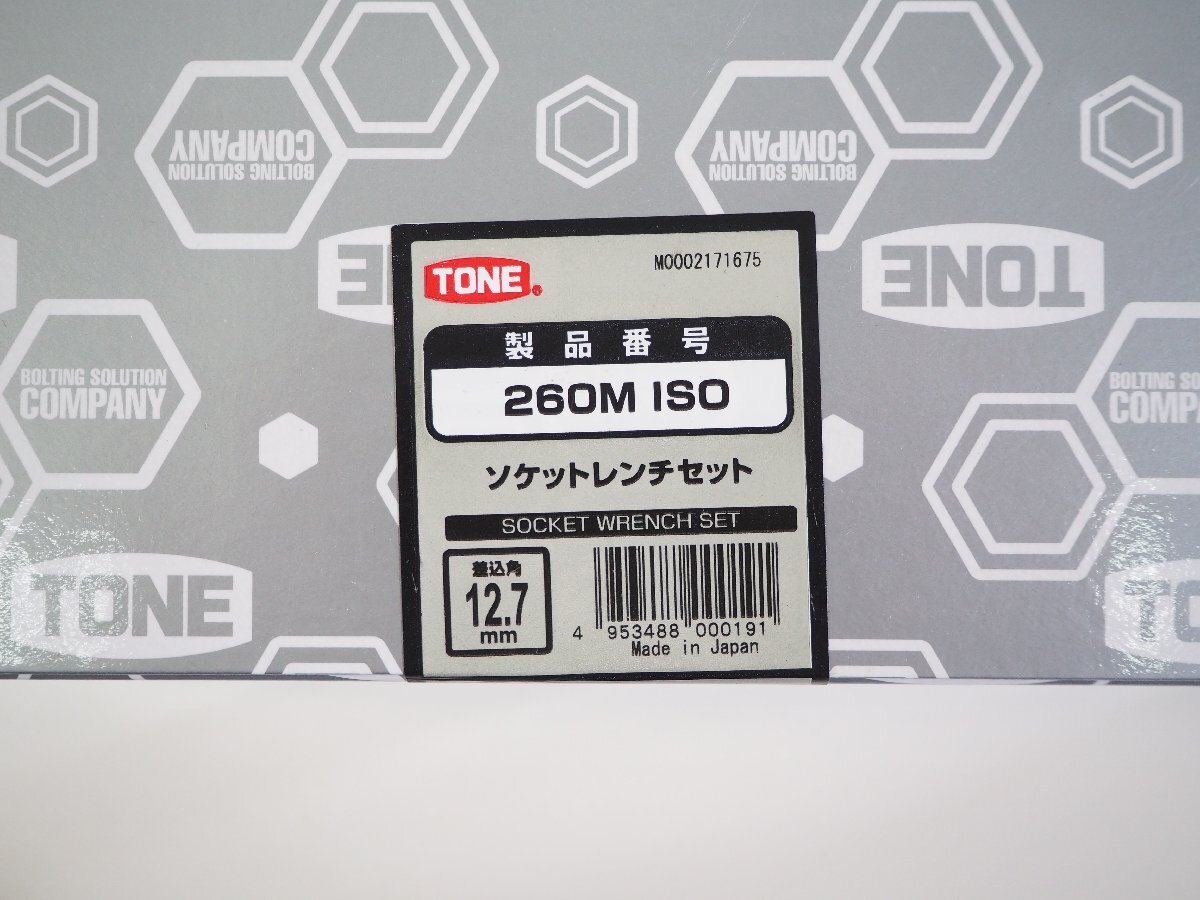 BOLTING SOLUTION
COMPANY
BOLTING SOLUTION
COMPANY
TONE
TONE
M0002171675
TONE
製品番号
260M ISO
BOLTING SOLUTION
COMPANY
BOLTING SOLUTION
ソケットレンチセット
SOCKET WRENCH SET
差込角
12.7
mm
4 953488 000191
Made in Japan
TONE